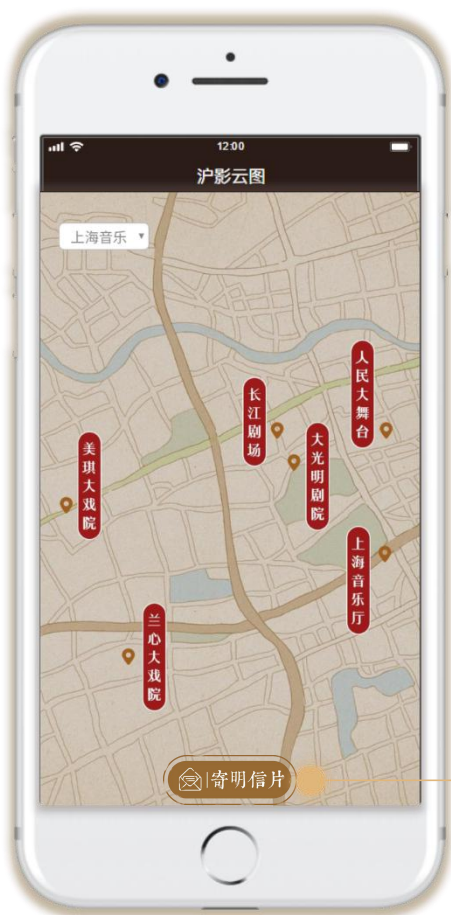 12:00
沪影云图
上海音乐
人民大舞台
长江剧场
大光明剧院
美琪大戏院
上海音乐厅
兰心大戏院
寄明信片